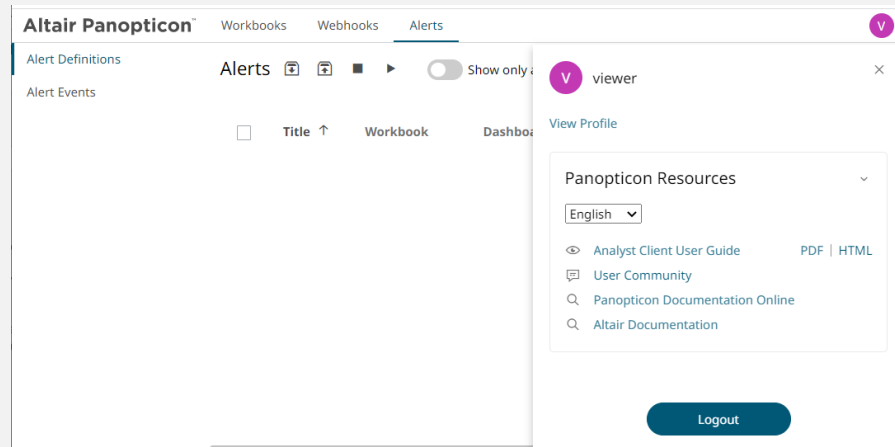 Altair Panopticon™ Workbooks Webhooks Alerts V
Alert Definitions
Alert Events
Alerts Show only
Title ↑ Workbook Dashboa
V viewer
View Profile
Panopticon Resources
English
Analyst Client User Guide PDF | HTML
User Community
Panopticon Documentation Online
Altair Documentation
Logout